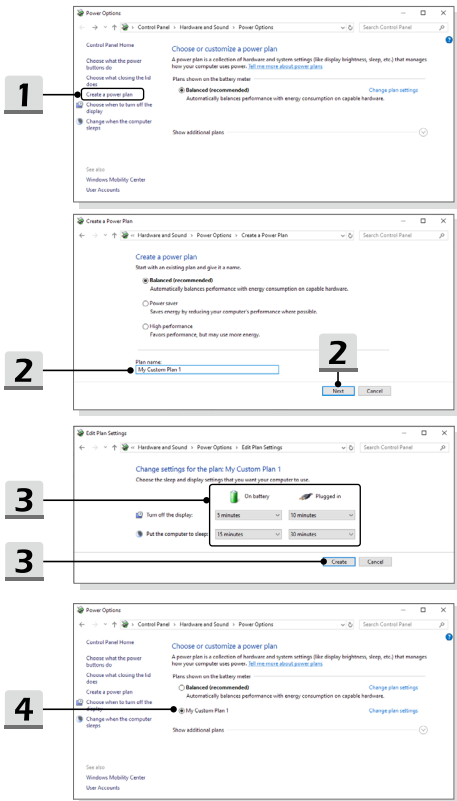 Power Options
Control Panel > Hardware and Sound > Power Options
Search Control Panel
Control Panel Home
Choose what the power
buttons do
Choose what closing the lid
does
Create a power plan
Choose when to turn off the
display
Change when the computer
sleeps
See also
Windows Mobility Center
User Accounts
Choose or customize a power plan
A power plan is a collection of hardware and system settings (like display brightness, sleep, etc.) that manages
how your computer uses power. Tell me more about power plans
Plans shown on the battery meter
Balanced (recommended)
Change plan settings
Automatically balances performance with energy consumption on capable hardware.
Show additional plans
1
Create a Power Plan
« Hardware and Sound > Power Options > Create a Power Plan
Search Control Panel
Create a power plan
Start with an existing plan and give it a name.
Balanced (recommended)
Automatically balances performance with energy consumption on capable hardware.
Power saver
Saves energy by reducing your computer's performance where possible.
High performance
Favors performance, but may use more energy.
Plan name:
My Custom Plan 1
Next
Cancel
2
2
Edit Plan Settings
« Hardware and Sound > Power Options > Edit Plan Settings
Search Control Panel
Change settings for the plan: My Custom Plan 1
Choose the sleep and display settings that you want your computer to use.
On battery
Plugged in
Turn off the display:
5 minutes
10 minutes
Put the computer to sleep:
15 minutes
30 minutes
Create
Cancel
3
3
Power Options
Control Panel > Hardware and Sound > Power Options
Search Control Panel
Control Panel Home
Choose what the power
buttons do
Choose what closing the lid
does
Create a power plan
Choose when to turn off the
display
Change when the computer
sleeps
See also
Windows Mobility Center
User Accounts
Choose or customize a power plan
A power plan is a collection of hardware and system settings (like display brightness, sleep, etc.) that manages
how your computer uses power. Tell me more about power plans
Plans shown on the battery meter
Balanced (recommended)
Change plan settings
Automatically balances performance with energy consumption on capable hardware.
My Custom Plan 1
Change plan settings
Show additional plans
4